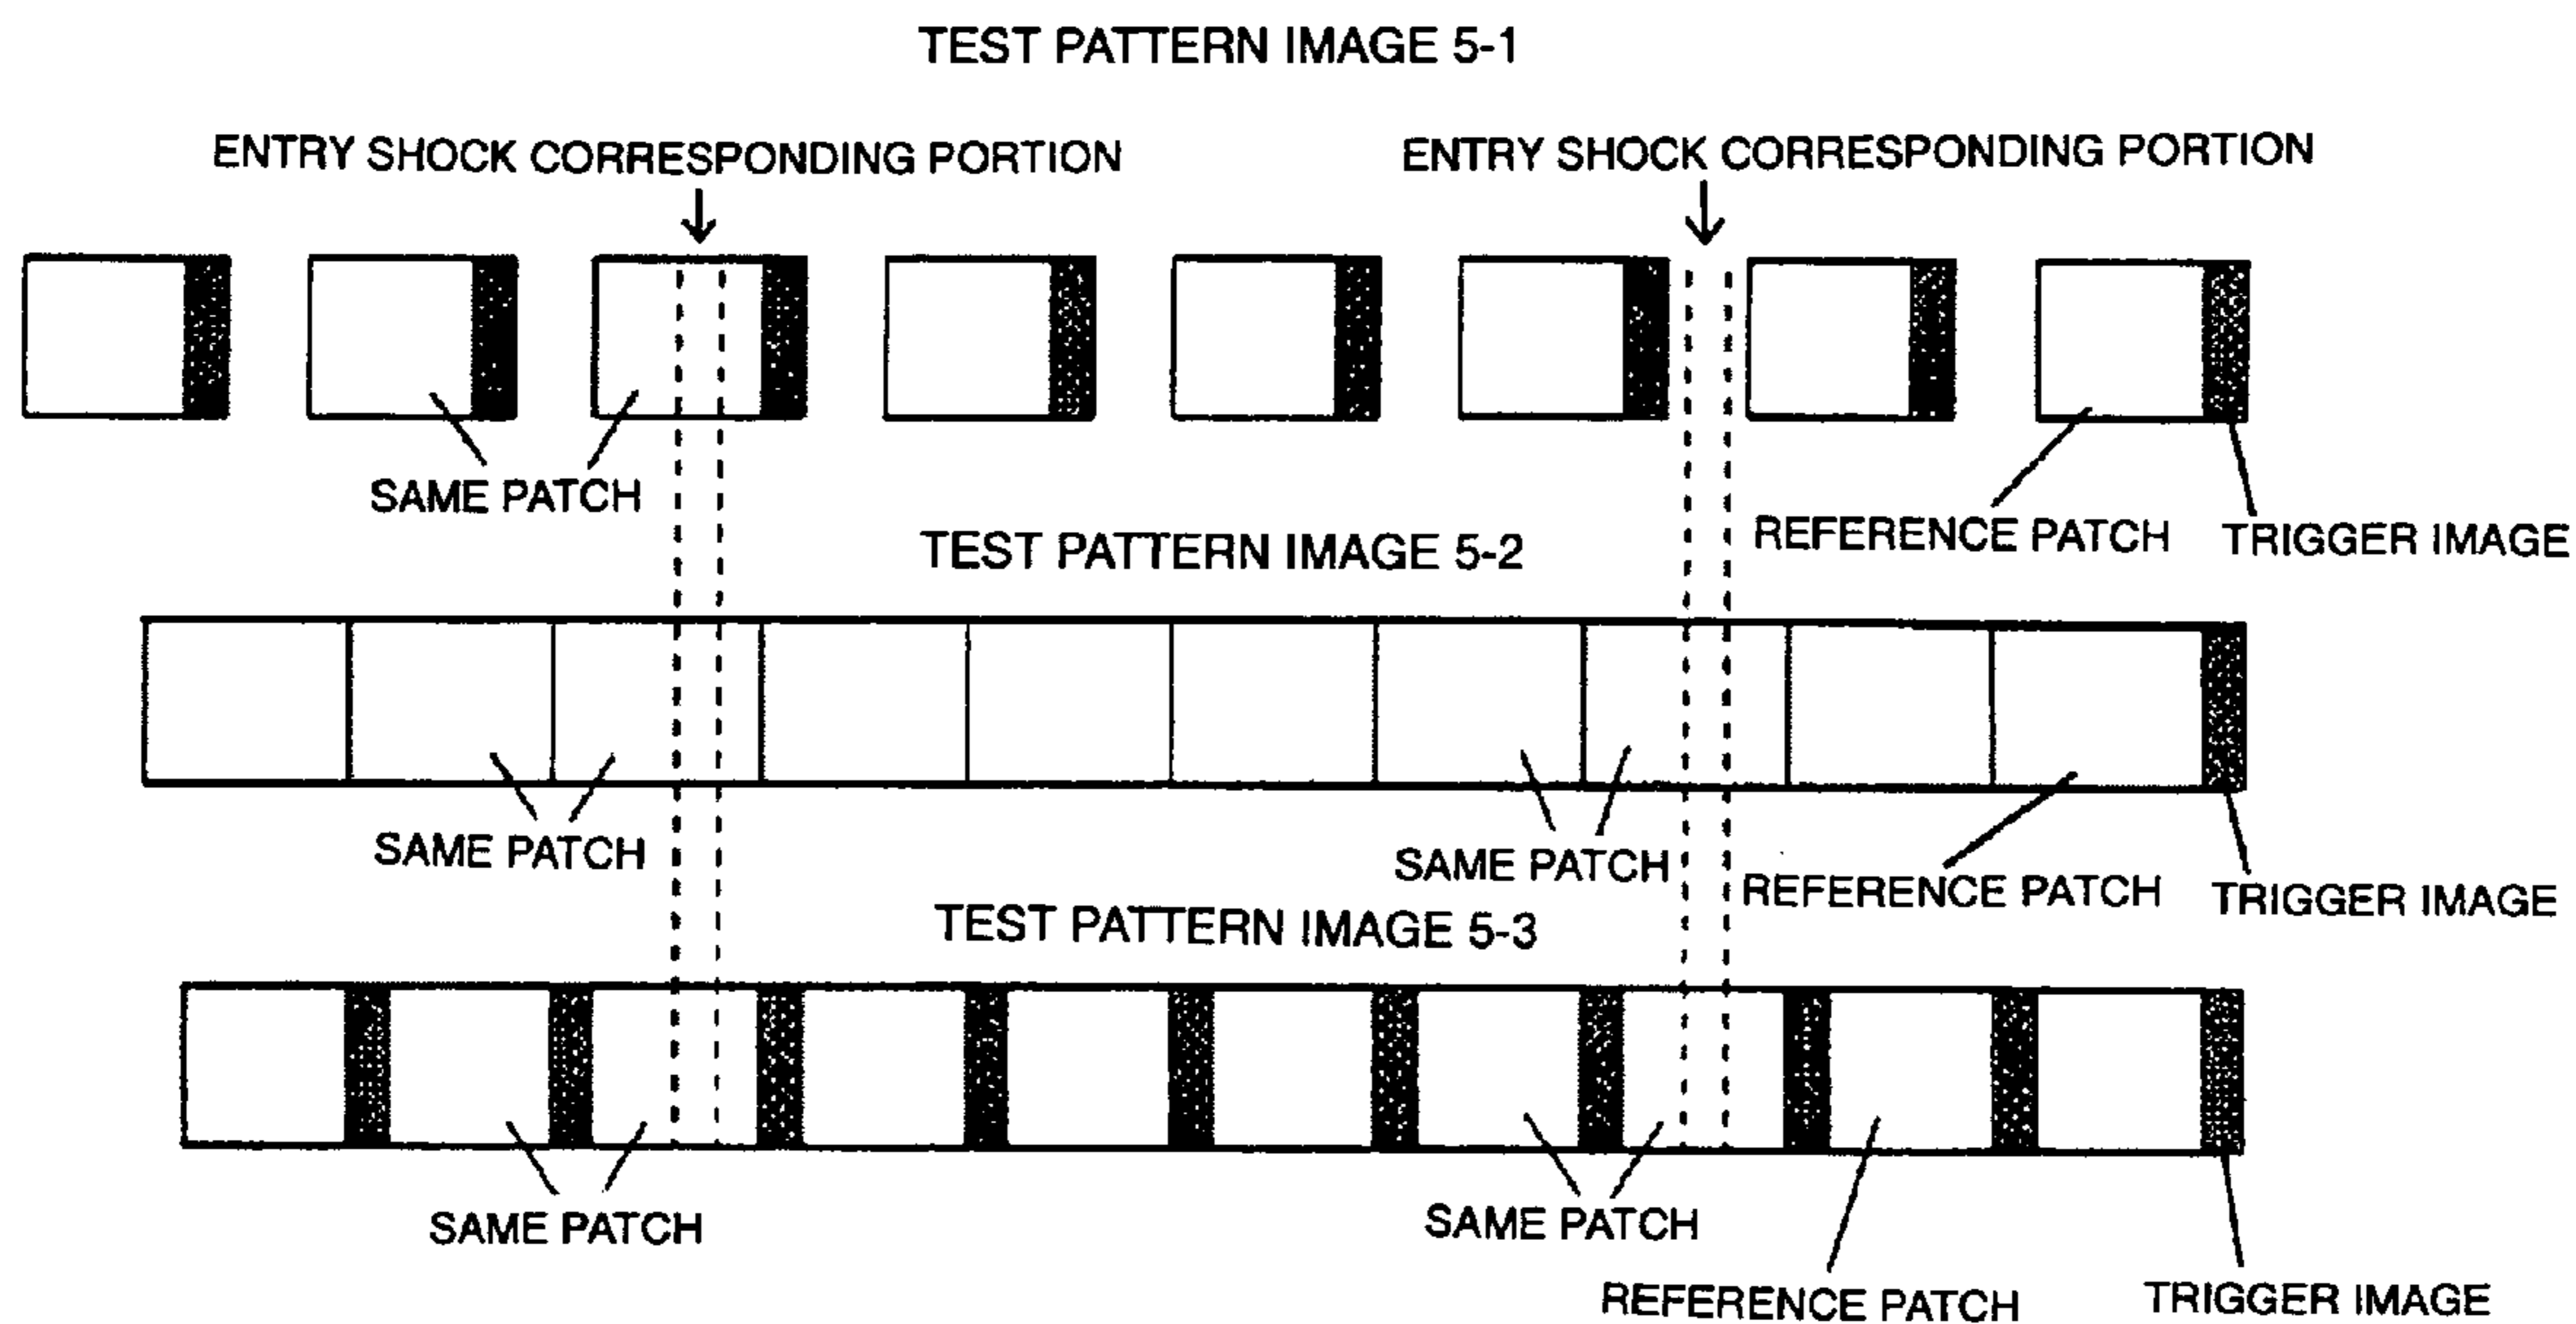 TEST PATTERN IMAGE 5-1
ENTRY SHOCK CORRESPONDING PORTION
ENTRY SHOCK CORRESPONDING PORTION
SAME PATCH
REFERENCE PATCH
TRIGGER IMAGE
TEST PATTERN IMAGE 5-2
SAME PATCH
SAME PATCH
REFERENCE PATCH
TRIGGER IMAGE
TEST PATTERN IMAGE 5-3
SAME PATCH
SAME PATCH
REFERENCE PATCH
TRIGGER IMAGE